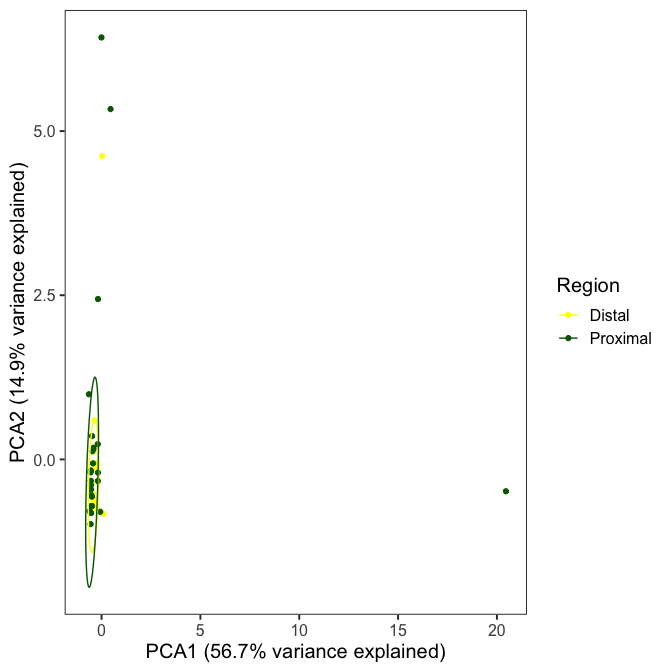 5.0
2.5
0.0
PCA2 (14.9% variance explained)
0
5
10
15
20
PCA1 (56.7% variance explained)
Region
Distal
Proximal